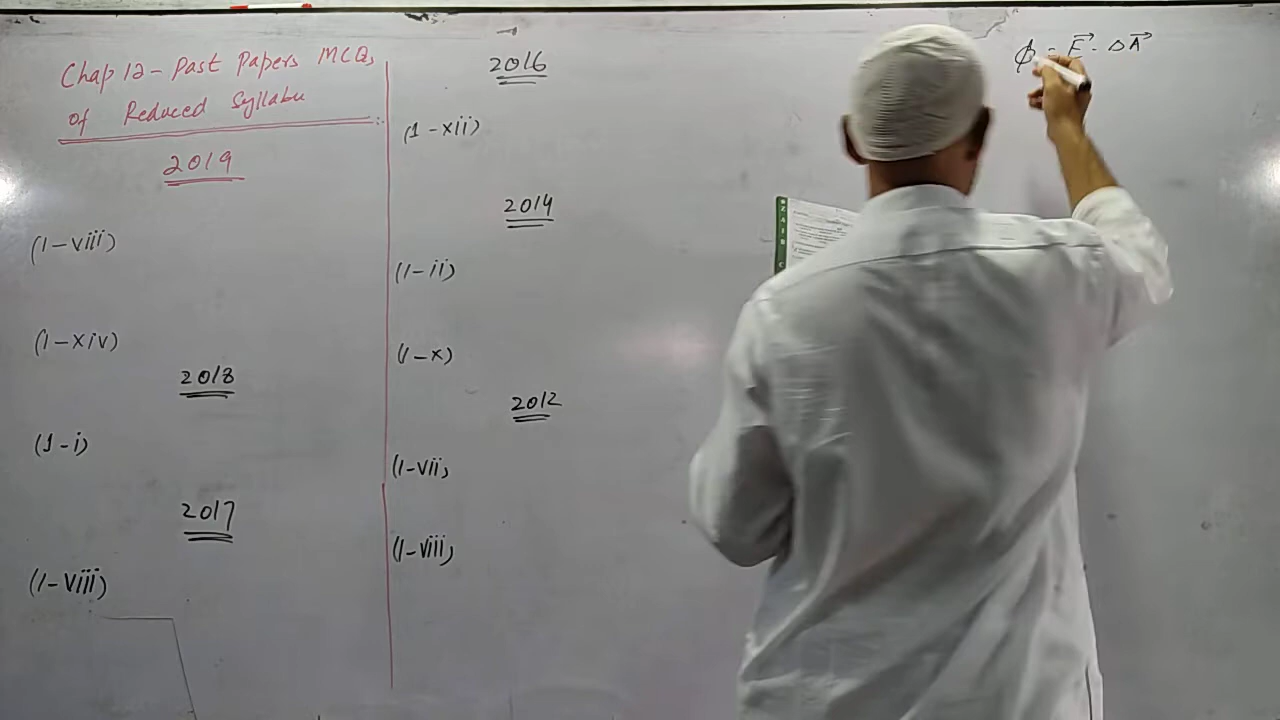 Chap 12 - Past Papers MCQs
of Reduced Syllabu
2019
(1-viii)
(1-xiv)
2018
(1-i)
2017
(1-viii)
2016
(1-xii)
2014
(1-ii)
(1-x)
2012
(1-vii)
(1-viii)
ϕ = E⃗ · ΔA⃗